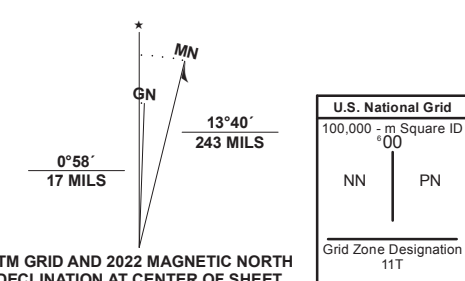 ★
MN
GN
13°40´
243 MILS
0°58´
17 MILS
TM GRID AND 2022 MAGNETIC NORTH
DECLINATION AT CENTER OF SHEET
U.S. National Grid
100,000 - m Square ID
⁶00
NN PN
Grid Zone Designation
11T